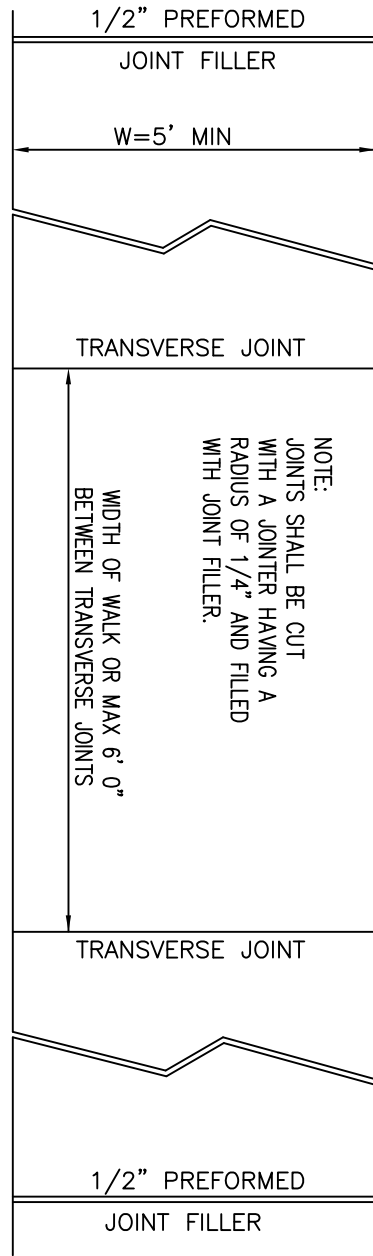 1/2” PREFORMED
JOINT FILLER
W=5’ MIN
TRANSVERSE JOINT
NOTE:
JOINTS SHALL BE CUT
WITH A JOINTER HAVING A
RADIUS OF 1/4” AND FILLED
WITH JOINT FILLER.
WIDTH OF WALK OR MAX 6’ 0”
BETWEEN TRANSVERSE JOINTS
TRANSVERSE JOINT
1/2” PREFORMED
JOINT FILLER